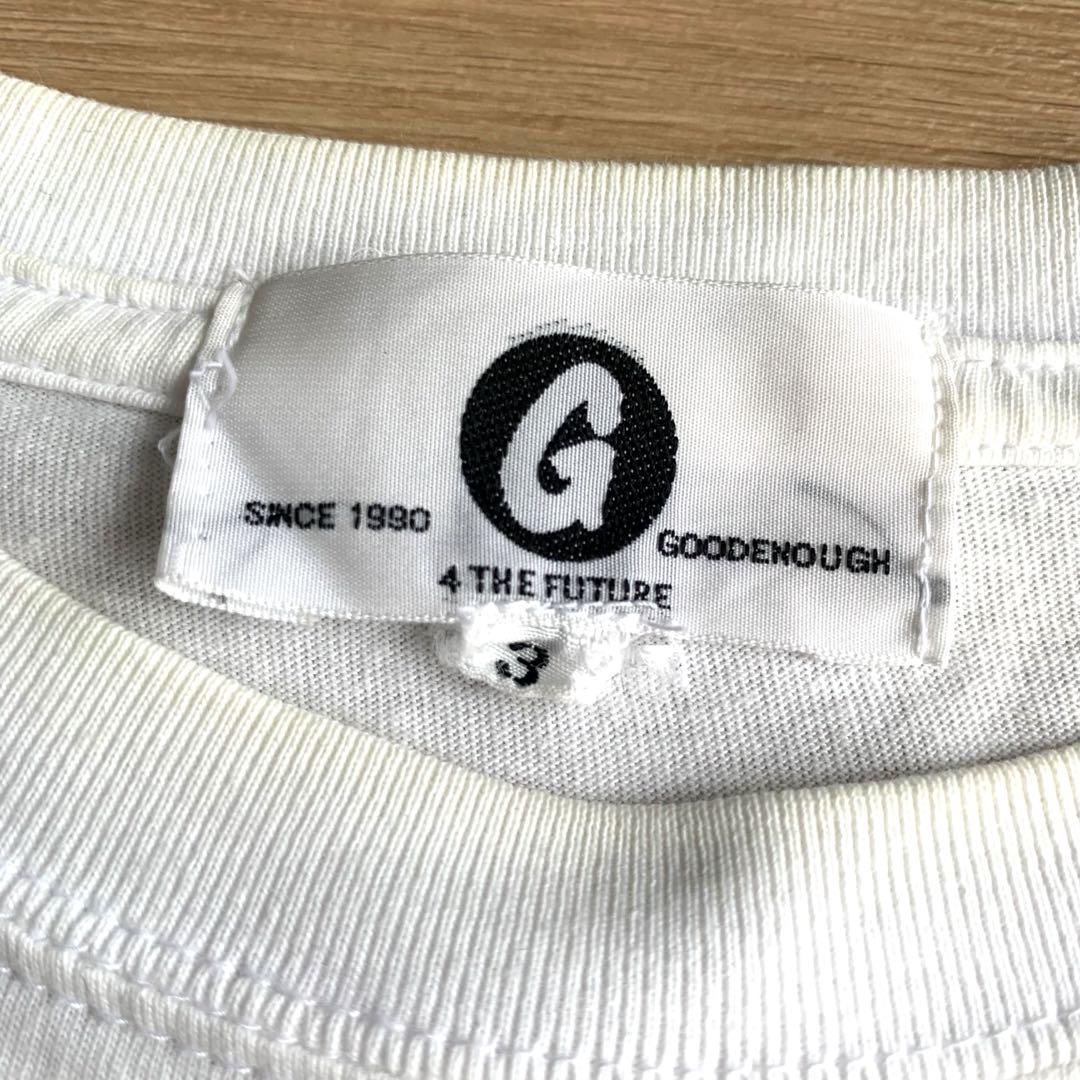 G
SINCE 1990
GOODENOUGH
4 THE FUTURE
3